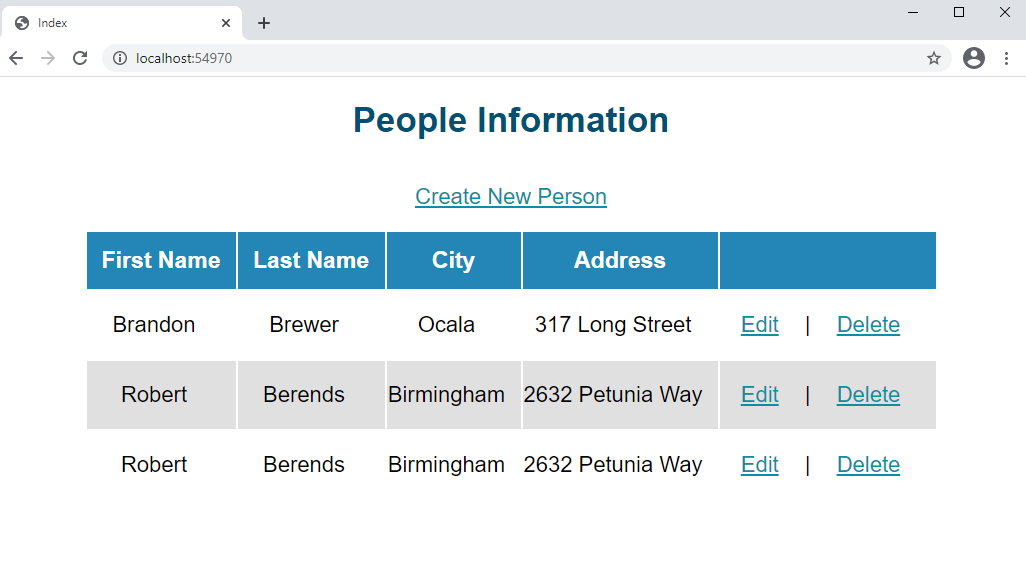 Index
localhost:54970
People Information
Create New Person
First Name Last Name City Address
Brandon Brewer Ocala 317 Long Street Edit | Delete
Robert Berends Birmingham 2632 Petunia Way Edit | Delete
Robert Berends Birmingham 2632 Petunia Way Edit | Delete